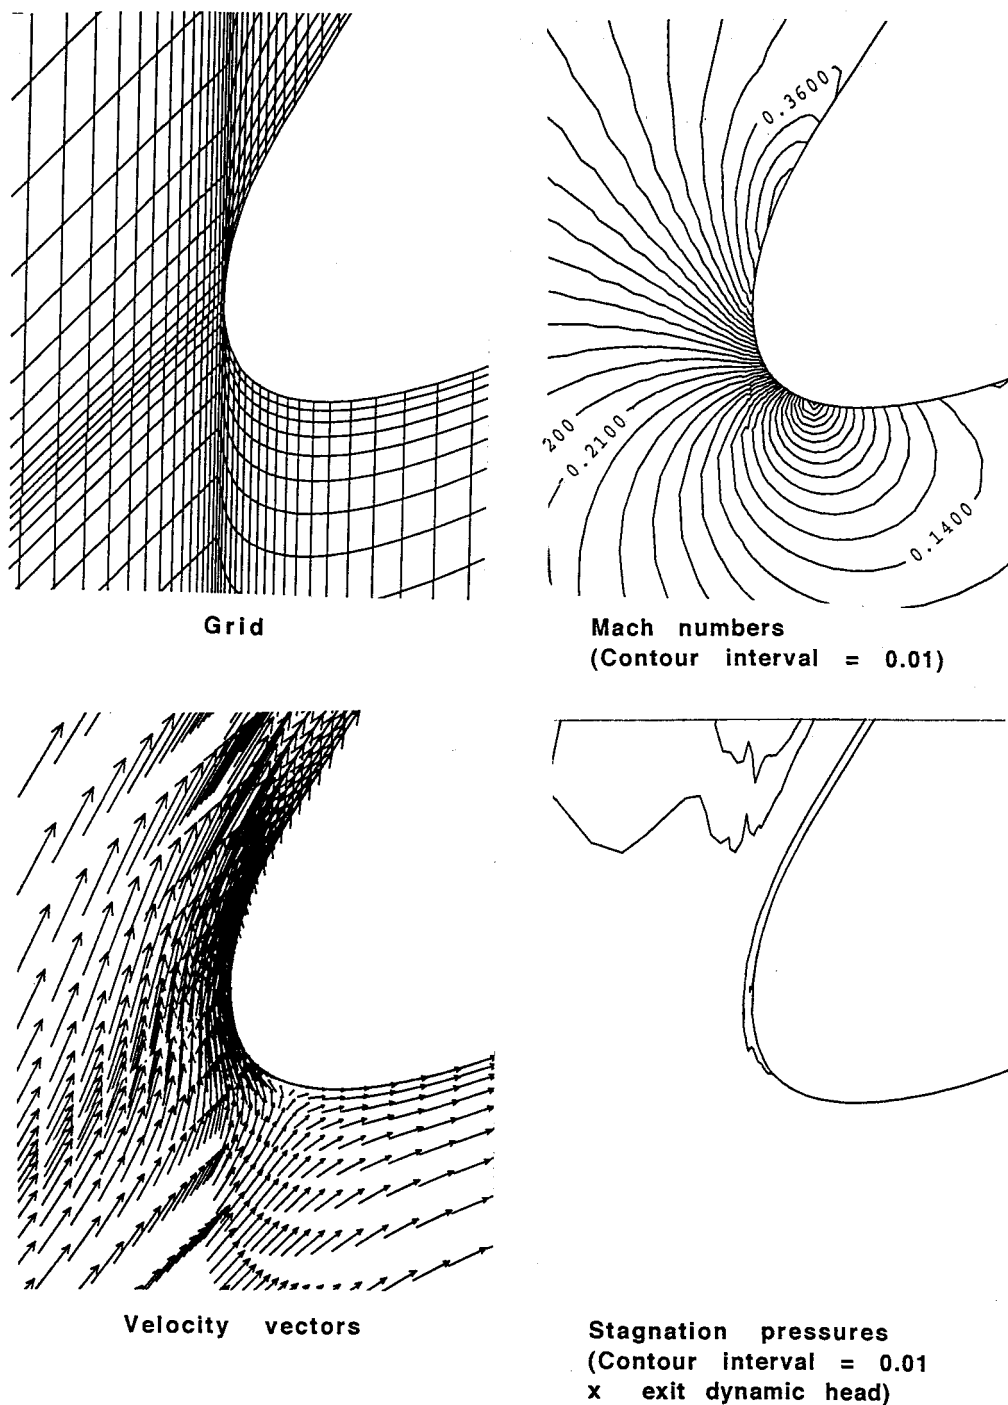 0.3600
200
0.2100
0.1400
Grid
Mach numbers
(Contour interval = 0.01)
Velocity vectors
Stagnation pressures
(Contour interval = 0.01
x exit dynamic head)